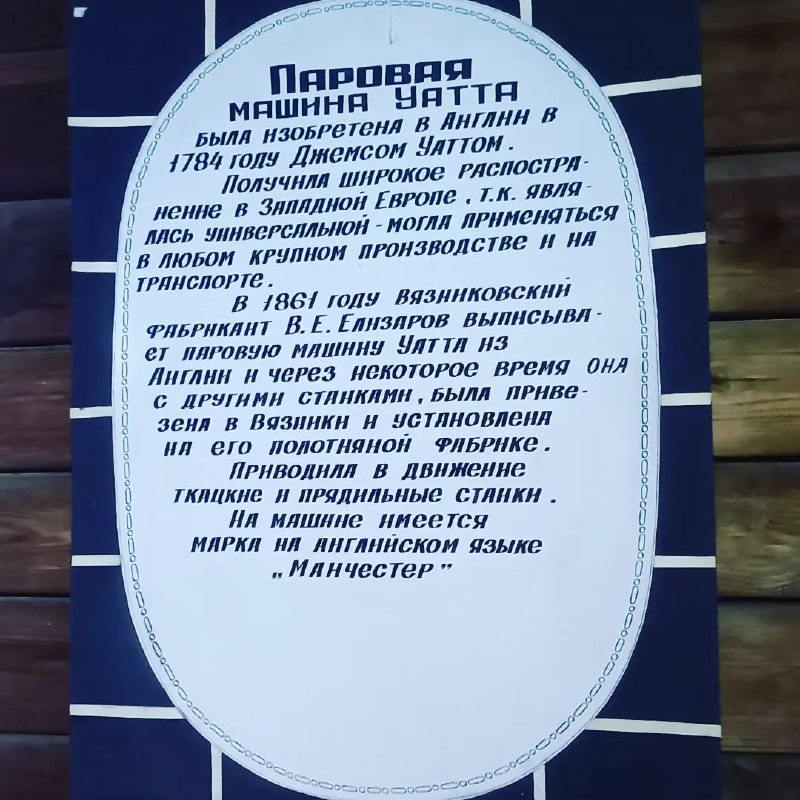 Паровая
машина Уатта
была изобретена в Англии в
1784 году Джемсом Уаттом.
Получила широкое распостра-
нение в Западной Европе, т.к. явля-
лась универсальной - могла применяться
в любом крупном производстве и на
транспорте.
В 1861 году вязниковский
фабрикант В.Е. Елизаров выписыва-
ет паровую машину Уатта из
Англии и через некоторое время она
с другими станками, была приве-
зена в Вязники и установлена
на его полотняной фабрике.
Приводила в движение
ткацкие и прядильные станки.
На машине имеется
марка на английском языке
„Манчестер”